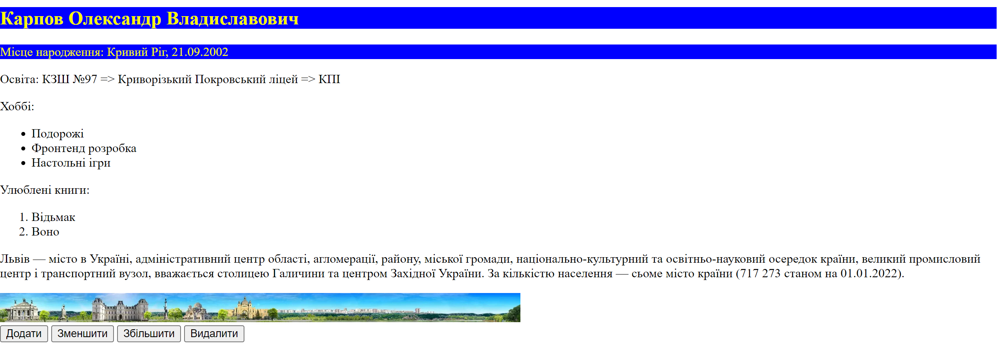 Карпов Олександр Владиславович
Місце народження: Кривий Ріг, 21.09.2002
Освіта: КЗШ №97 => Криворізький Покровський ліцей => КПІ
Хоббі:
• Подорожі
• Фронтенд розробка
• Настольні ігри
Улюблені книги:
1. Відьмак
2. Воно
Львів — місто в Україні, адміністративний центр області, агломерації, району, міської громади, національно-культурний та освітньо-науковий осередок країни, великий промисловий
центр і транспортний вузол, вважається столицею Галичини та центром Західної України. За кількістю населення — сьоме місто країни (717 273 станом на 01.01.2022).
Додати Зменшити Збільшити Видалити